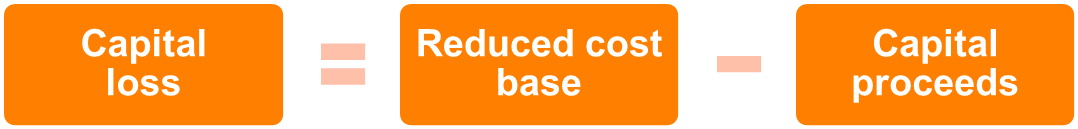 Capital
loss
=
Reduced cost
base
-
Capital
proceeds